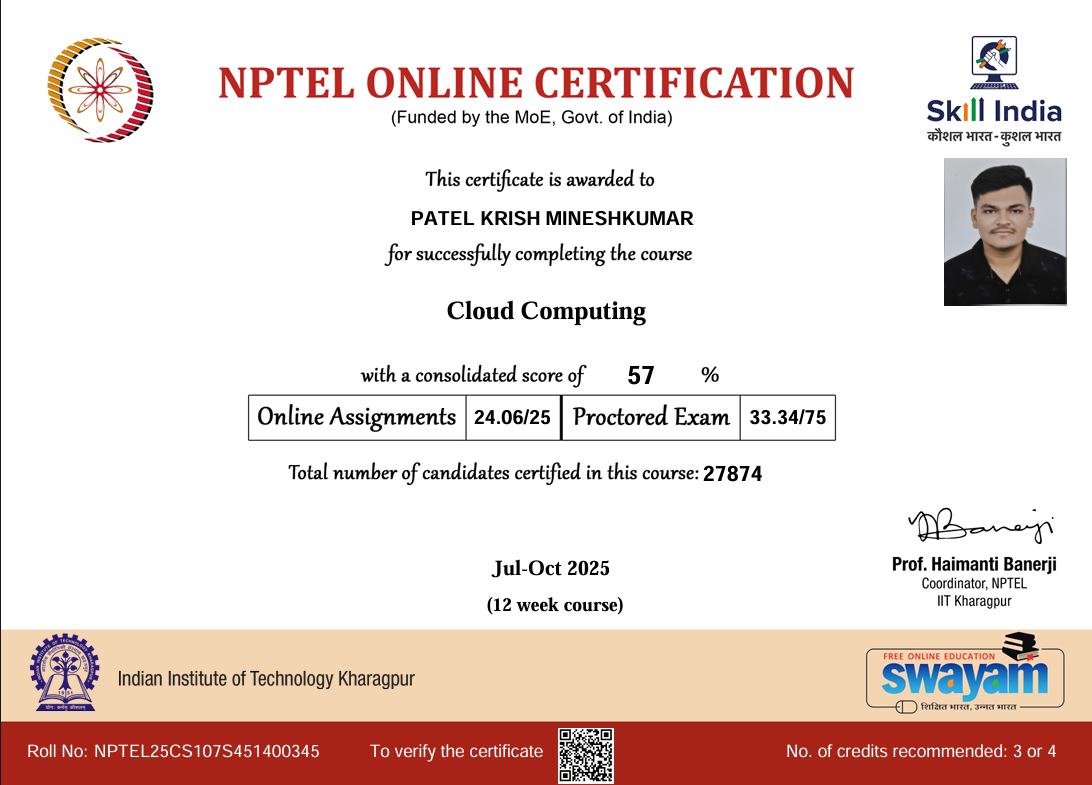 NPTEL ONLINE CERTIFICATION
(Funded by the MoE, Govt. of India)
Skill India
कौशल भारत - कुशल भारत
This certificate is awarded to
PATEL KRISH MINESHKUMAR
for successfully completing the course
Cloud Computing
with a consolidated score of 57 %
Online Assignments 24.06/25 Proctored Exam 33.34/75
Total number of candidates certified in this course: 27874
Jul-Oct 2025
(12 week course)
Prof. Haimanti Banerji
Coordinator, NPTEL
IIT Kharagpur
Indian Institute of Technology Kharagpur
FREE ONLINE EDUCATION
swayam
शिक्षित भारत, उन्नत भारत
Roll No: NPTEL25CS107S451400345 To verify the certificate No. of credits recommended: 3 or 4